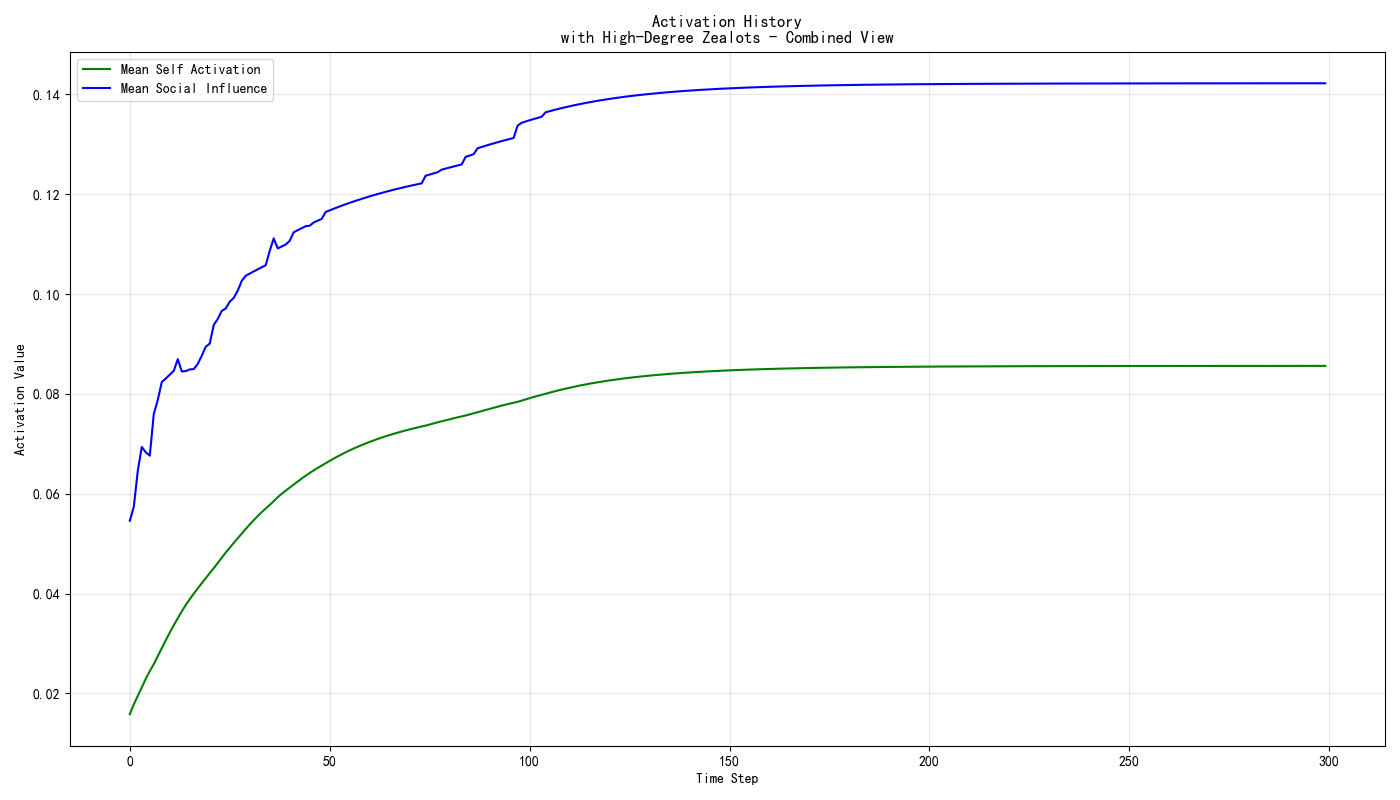 Activation History
with High-Degree Zealots - Combined View
Mean Self Activation
Mean Social Influence
Activation Value
0.14
0.12
0.10
0.08
0.06
0.04
0.02
0 50 100 150 200 250 300
Time Step